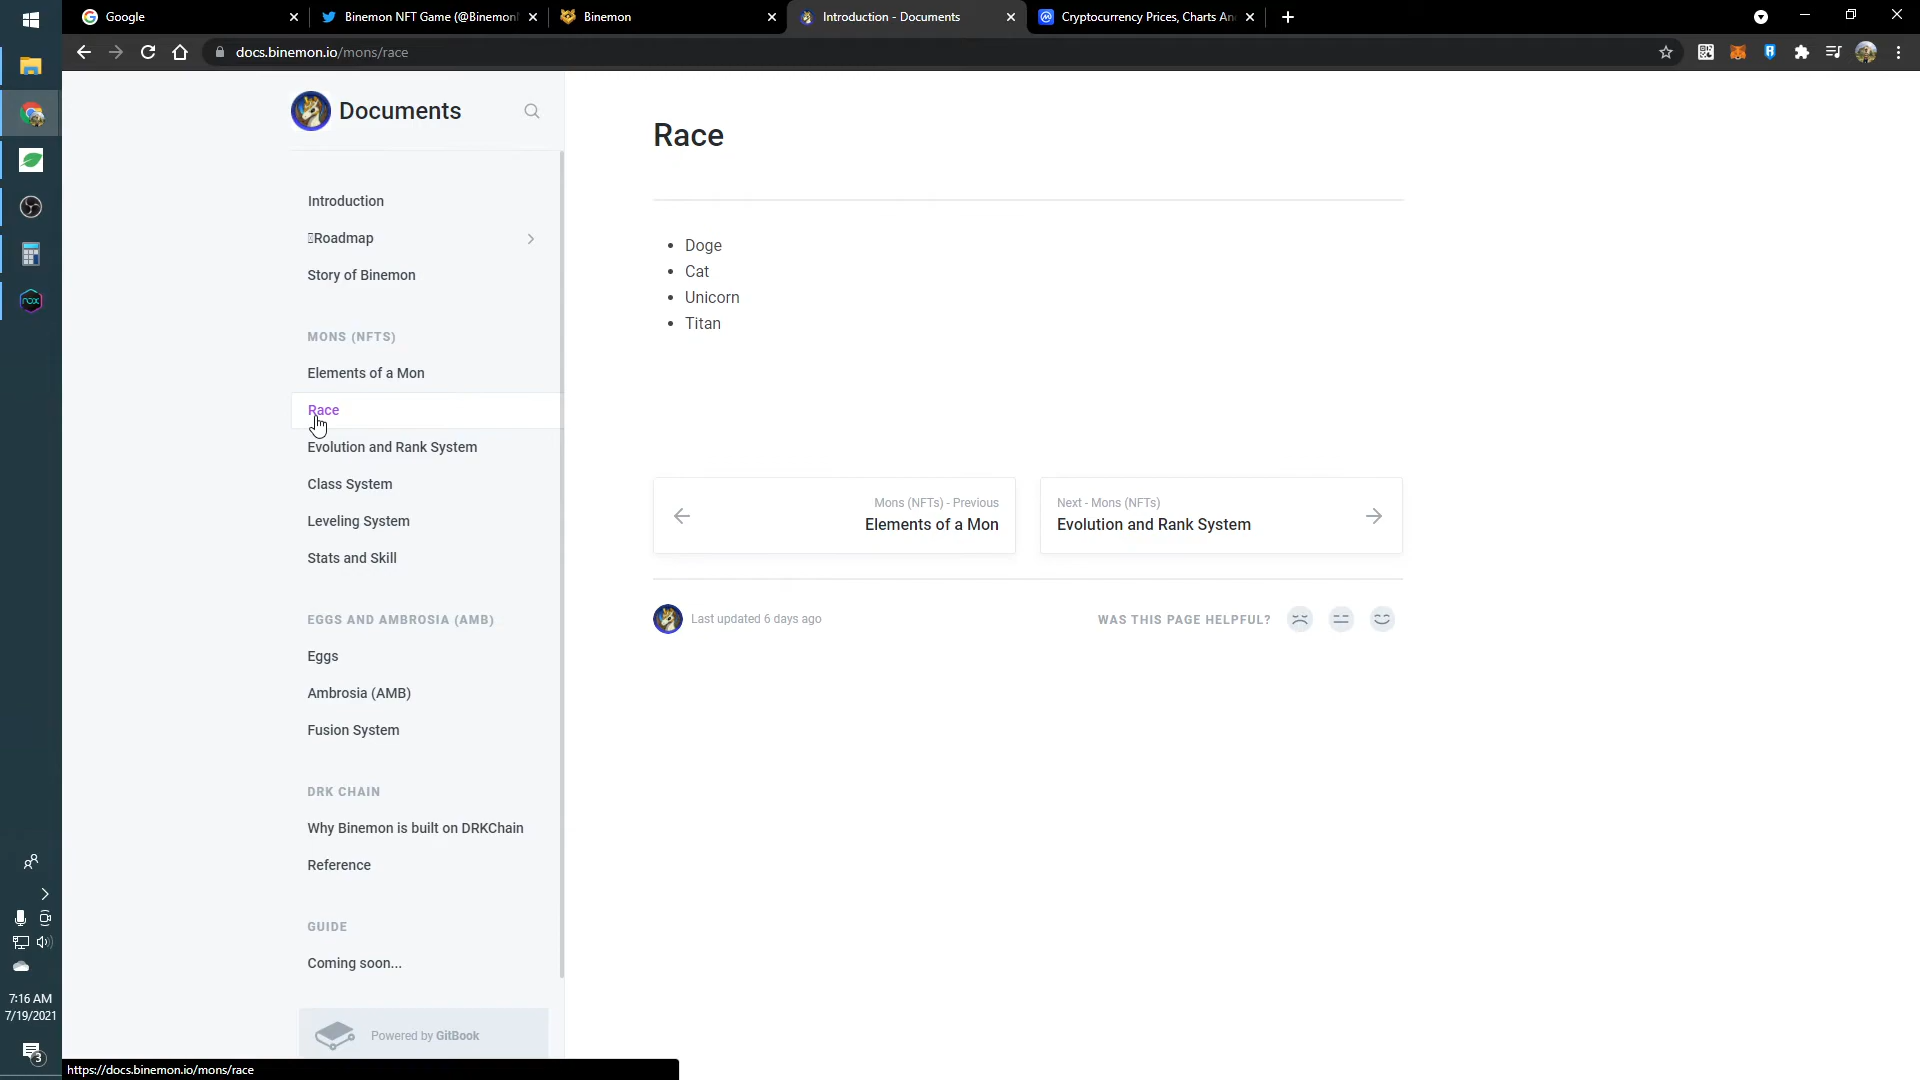 Google
Binemon NFT Game (@Binemon
Binemon
Introduction - Documents
Cryptocurrency Prices, Charts An
docs.binemon.io/mons/race
Documents
Introduction
Roadmap
Story of Binemon
MONS (NFTS)
Elements of a Mon
Race
Evolution and Rank System
Class System
Leveling System
Stats and Skill
EGGS AND AMBROSIA (AMB)
Eggs
Ambrosia (AMB)
Fusion System
DRK CHAIN
Why Binemon is built on DRKChain
Reference
GUIDE
Coming soon...
Powered by GitBook
https://docs.binemon.io/mons/race
Race
Doge
Cat
Unicorn
Titan
Mons (NFTs) - Previous
Elements of a Mon
Next - Mons (NFTs)
Evolution and Rank System
Last updated 6 days ago
WAS THIS PAGE HELPFUL?
nox
7:16 AM
7/19/2021
3